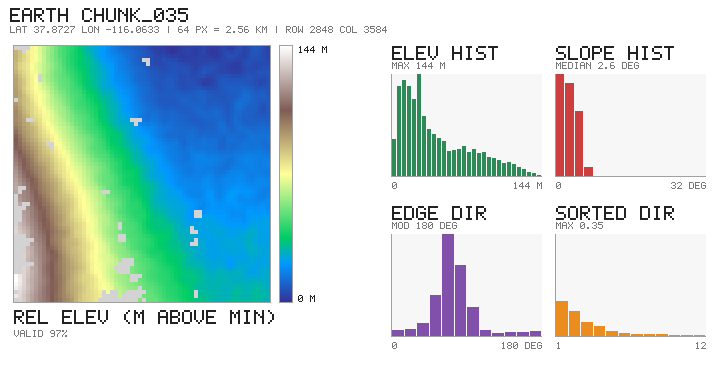 EARTH CHUNK_035
LAT 37.8727 LON -116.0633 | 64 PX = 2.56 KM | ROW 2848 COL 3584
144 M
0 M
REL ELEV (M ABOVE MIN)
VALID 97%
ELEV HIST
MAX 144 M
0 144 M
SLOPE HIST
MEDIAN 2.6 DEG
0 32 DEG
EDGE DIR
MOD 180 DEG
0 180 DEG
SORTED DIR
MAX 0.35
1 12